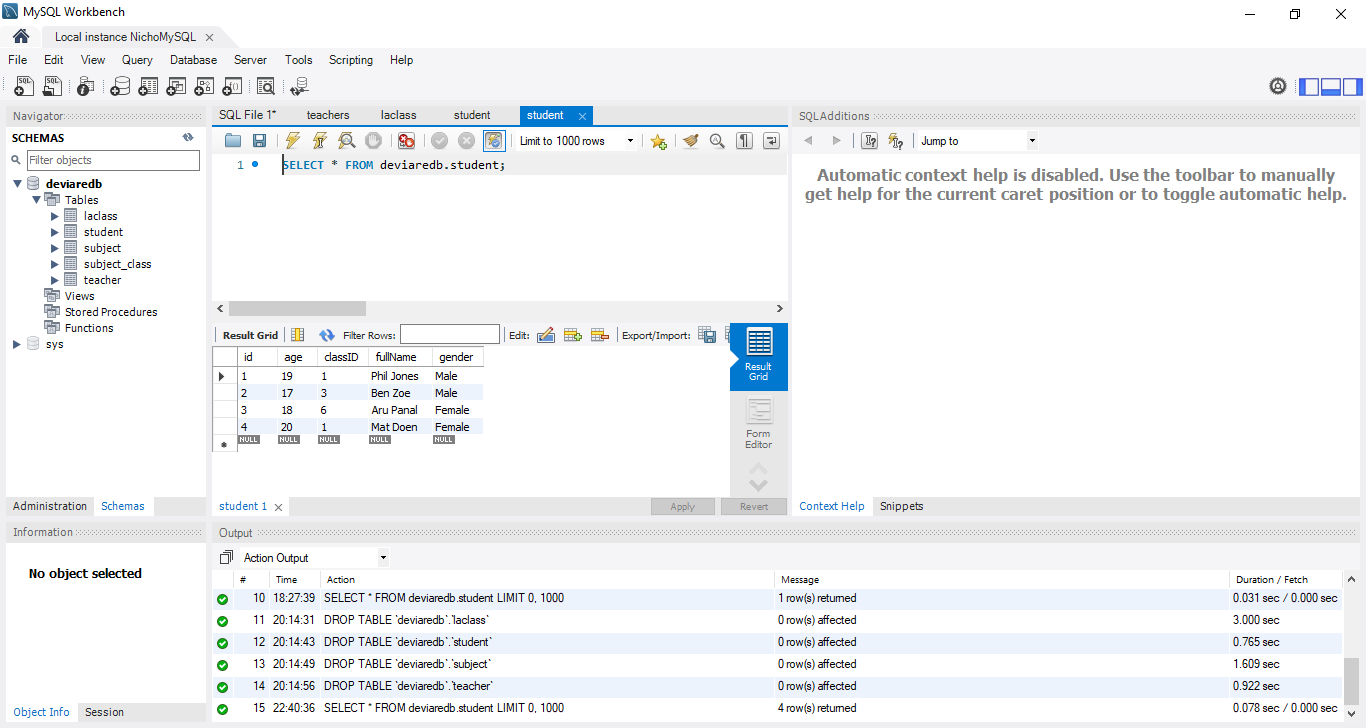 MySQL Workbench
Local instance NichoMySQL
File Edit View Query Database Server Tools Scripting Help
Navigator
SCHEMAS
Filter objects
deviaredb
Tables
laclass
student
subject
subject_class
teacher
Views
Stored Procedures
Functions
sys
Administration Schemas
Information
No object selected
Object Info Session
SQL File 1* teachers laclass student student
Limit to 1000 rows
1 SELECT * FROM deviaredb.student;
Result Grid Filter Rows: Edit: Export/Import:
id age classID fullName gender
1 19 1 Phil Jones Male
2 17 3 Ben Zoe Male
3 18 6 Aru Panal Female
4 20 1 Mat Doen Female
NULL NULL NULL NULL NULL
Result
Grid
Form
Editor
student 1 Apply Revert
SQLAdditions
Jump to
Automatic context help is disabled. Use the toolbar to manually
get help for the current caret position or to toggle automatic help.
Context Help Snippets
Output
Action Output
# Time Action Message Duration / Fetch
10 18:27:39 SELECT * FROM deviaredb.student LIMIT 0, 1000 1 row(s) returned 0.031 sec / 0.000 sec
11 20:14:31 DROP TABLE `deviaredb`.`laclass` 0 row(s) affected 3.000 sec
12 20:14:43 DROP TABLE `deviaredb`.`student` 0 row(s) affected 0.765 sec
13 20:14:49 DROP TABLE `deviaredb`.`subject` 0 row(s) affected 1.609 sec
14 20:14:56 DROP TABLE `deviaredb`.`teacher` 0 row(s) affected 0.922 sec
15 22:40:36 SELECT * FROM deviaredb.student LIMIT 0, 1000 4 row(s) returned 0.078 sec / 0.000 sec